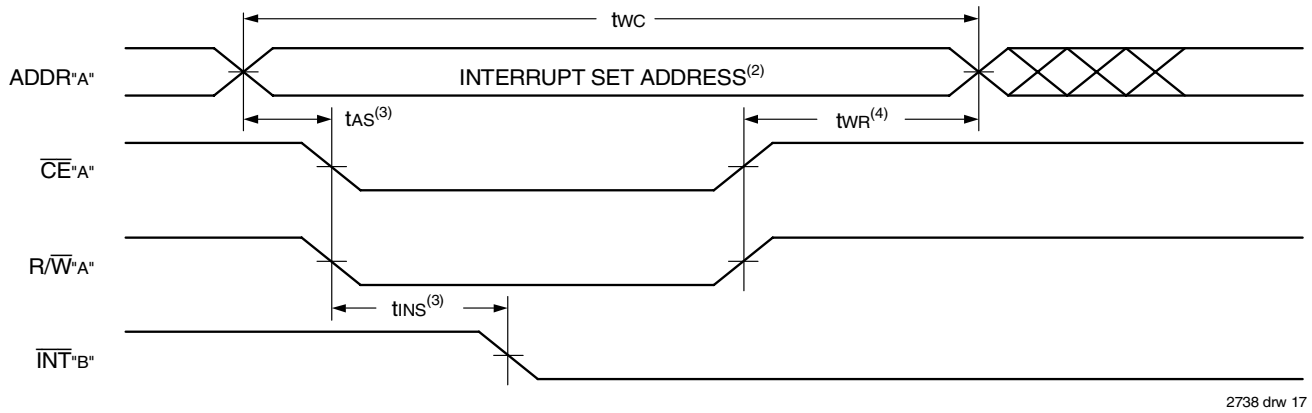 tWC
ADDR"A"
INTERRUPT SET ADDRESS(2)
tAS(3)
tWR(4)
CE"A"
R/W"A"
tINS(3)
INT"B"
2738 drw 17